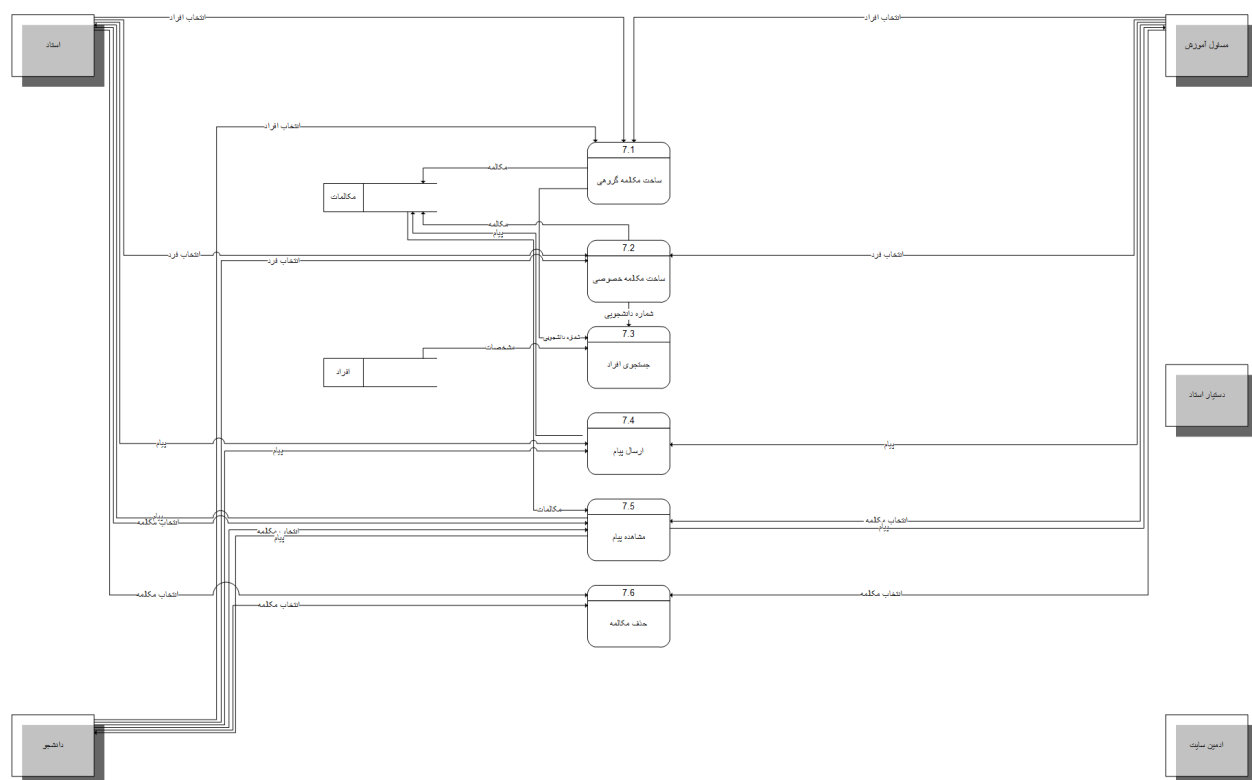 انتخاب افراد
انتخاب افراد
استاد
مسئول آموزش
انتخاب افراد
7.1
ساخت مکالمه گروهی
مکالمه
مکالمات
مکالمه
پیام
7.2
ساخت مکالمه خصوصی
انتخاب فرد
انتخاب فرد
انتخاب فرد
شماره دانشجویی
7.3
شماره دانشجویی
جستجوی افراد
مشخصات
افراد
دستیار استاد
7.4
ارسال پیام
پیام
پیام
پیام
7.5
مشاهده پیام
مکالمات
پیام
انتخاب مکالمه
انتخاب مکالمه
پیام
انتخاب مکالمه
پیام
7.6
حذف مکالمه
انتخاب مکالمه
انتخاب مکالمه
انتخاب مکالمه
دانشجو
ادمین سایت